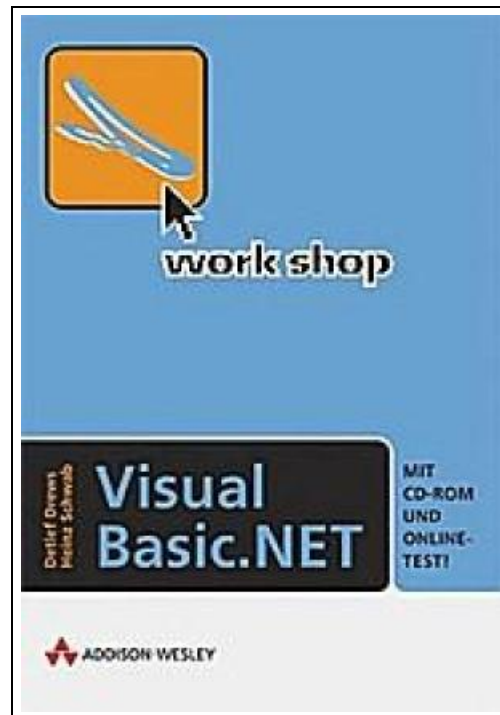 work shop
Detlef Drews
Heinz Schwab
Visual
Basic.NET
MIT
CD-ROM
UND
ONLINE-
TEST!
ADDISON-WESLEY